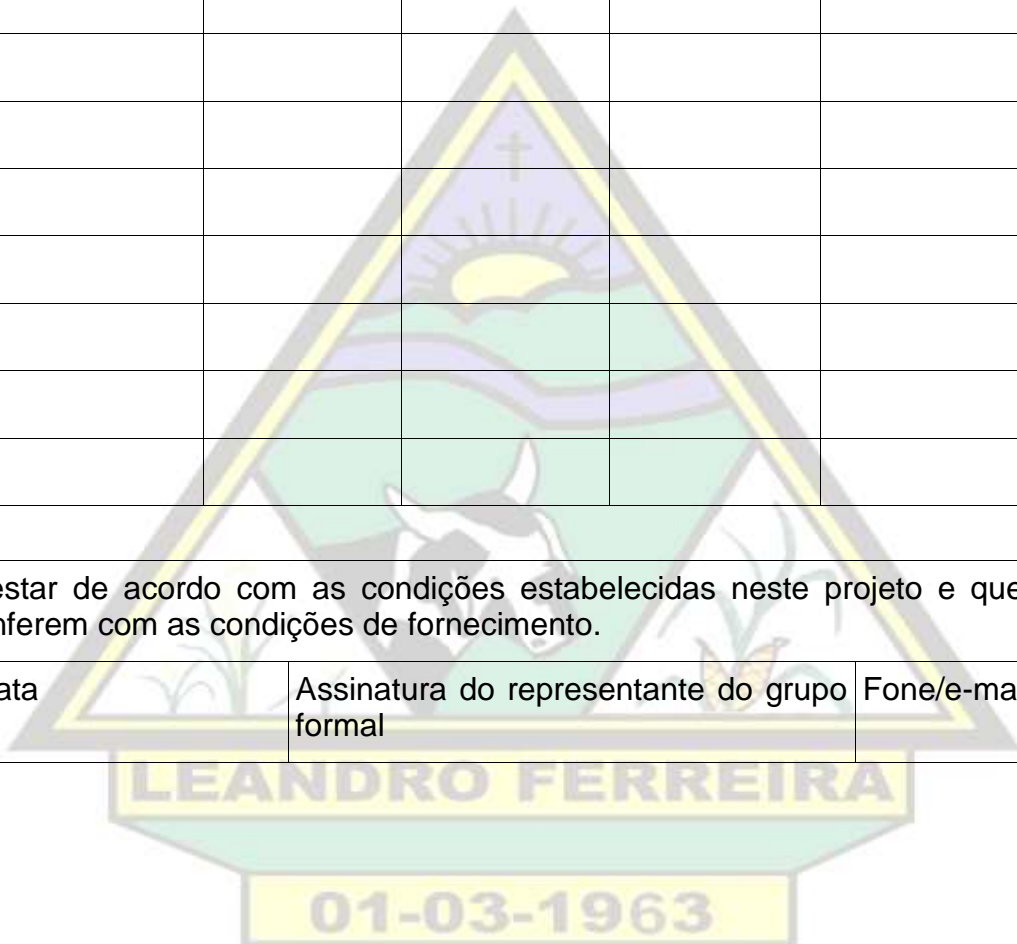 estar de acordo com as condições estabelecidas neste projeto e que
nferem com as condições de fornecimento.
ata
Assinatura do representante do grupo
formal
Fone/e-ma
LEANDRO FERREIRA
01-03-1963